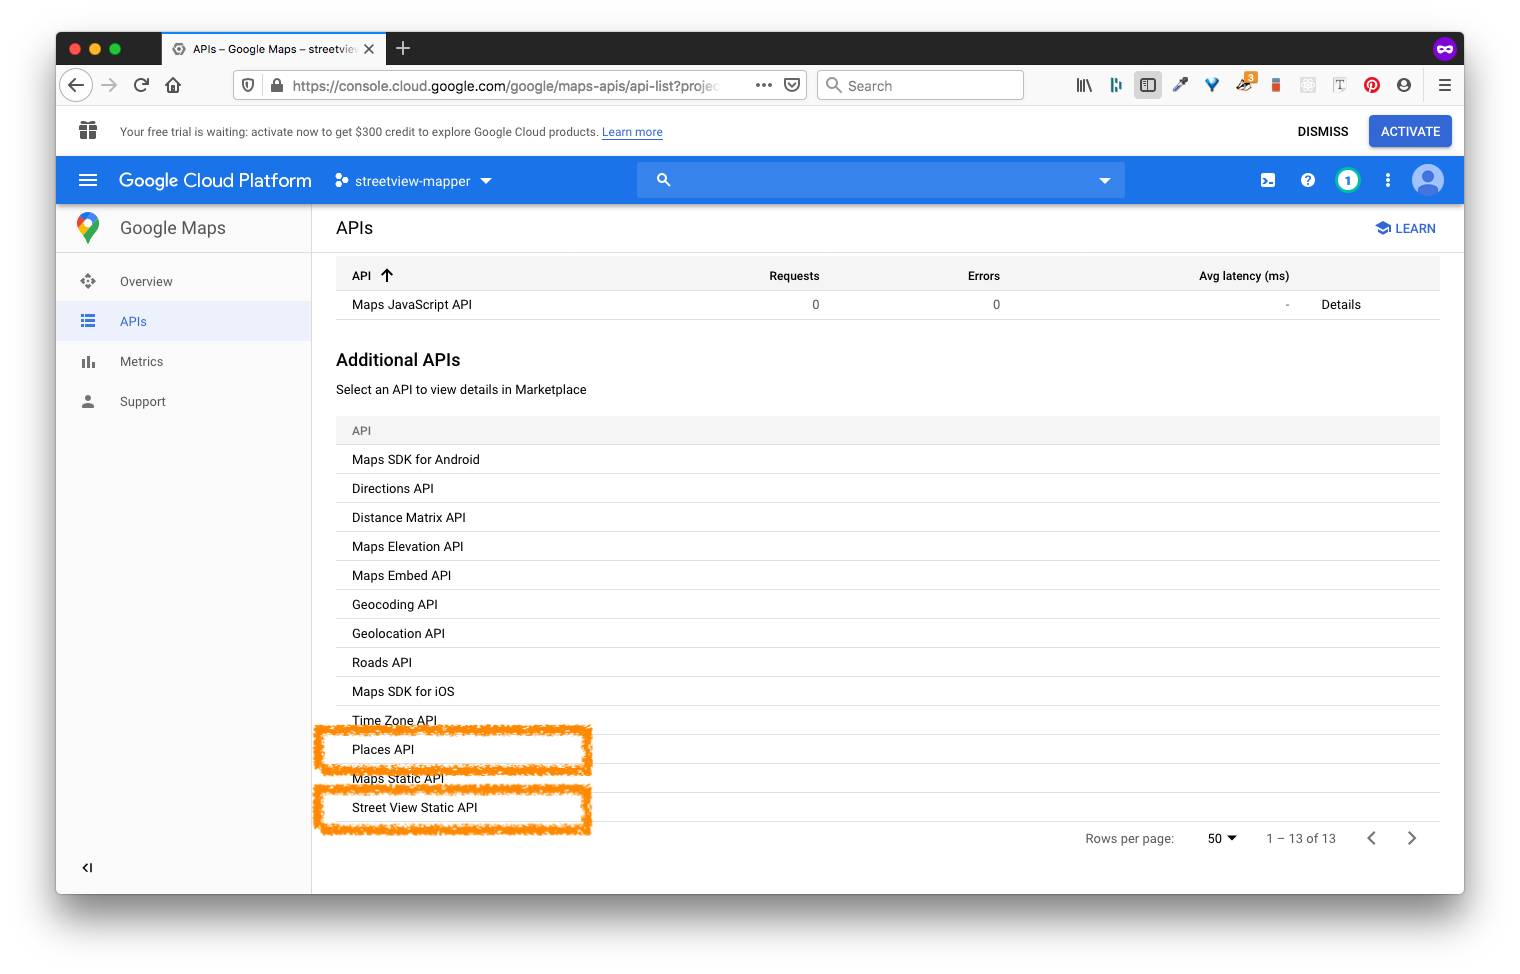 APIs – Google Maps – streetview
https://console.cloud.google.com/google/maps-apis/api-list?projec
Search
3
Your free trial is waiting: activate now to get $300 credit to explore Google Cloud products. Learn more
DISMISS
ACTIVATE
Google Cloud Platform
streetview-mapper
1
Google Maps
APIs
LEARN
Overview
APIs
Metrics
Support
API Requests Errors Avg latency (ms)
Maps JavaScript API 0 0 - Details
Additional APIs
Select an API to view details in Marketplace
API
Maps SDK for Android
Directions API
Distance Matrix API
Maps Elevation API
Maps Embed API
Geocoding API
Geolocation API
Roads API
Maps SDK for iOS
Time Zone API
Places API
Maps Static API
Street View Static API
Rows per page: 50 1 – 13 of 13